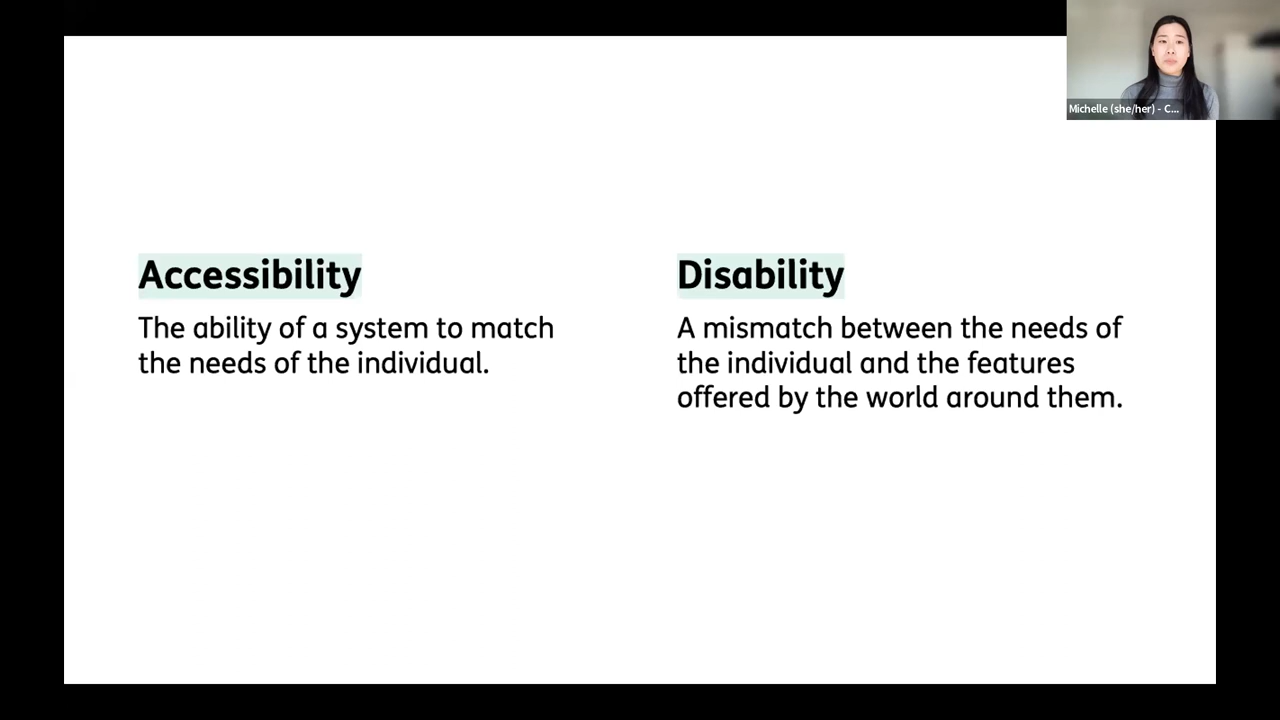 Michelle (she/her) - C...
Accessibility
The ability of a system to match
the needs of the individual.
Disability
A mismatch between the needs of
the individual and the features
offered by the world around them.